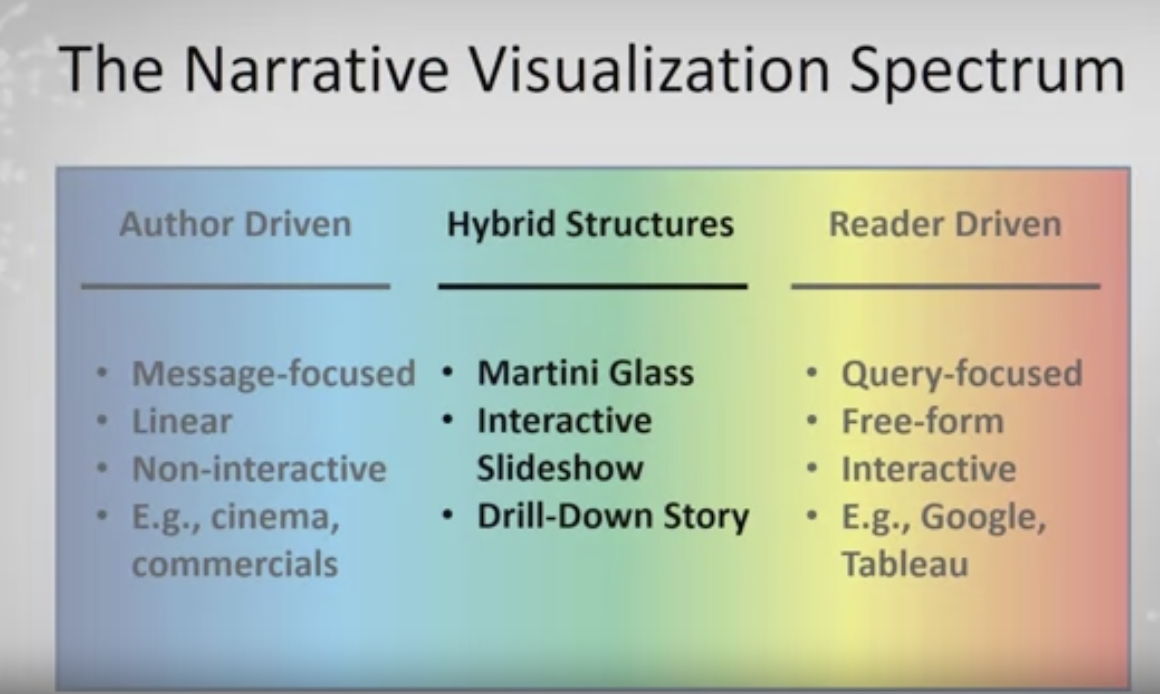 The Narrative Visualization Spectrum
Author Driven
• Message-focused
• Linear
• Non-interactive
• E.g., cinema,
commercials
Hybrid Structures
• Martini Glass
• Interactive
Slideshow
• Drill-Down Story
Reader Driven
• Query-focused
• Free-form
• Interactive
• E.g., Google,
Tableau